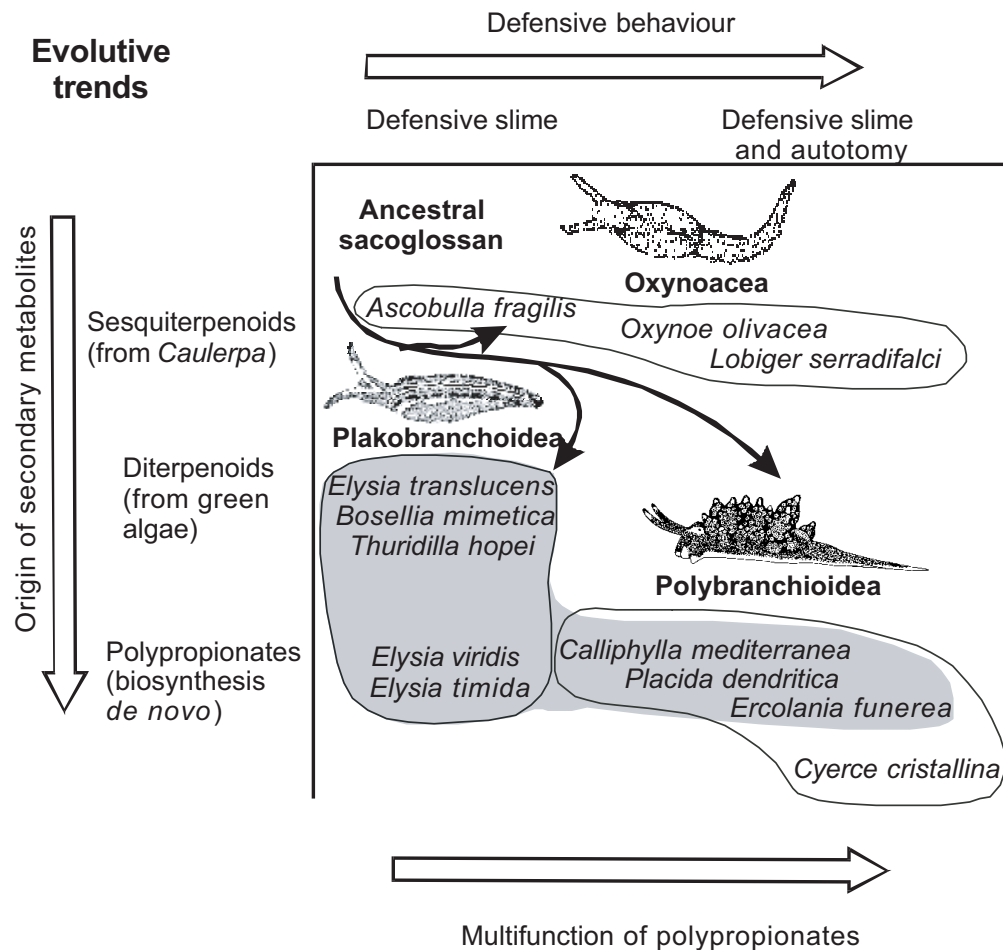 Evolutive
trends
Defensive behaviour
Defensive slime
Defensive slime
and autotomy
Origin of secondary metabolites
Sesquiterpenoids
(from Caulerpa)
Diterpenoids
(from green
algae)
Polypropionates
(biosynthesis
de novo)
Ancestral
sacoglossan
Oxynoacea
Ascobulla fragilis
Oxynoe olivacea
Lobiger serradifalci
Plakobranchoidea
Elysia translucens
Bosellia mimetica
Thuridilla hopei
Elysia viridis
Elysia timida
Polybranchioidea
Calliphylla mediterranea
Placida dendritica
Ercolania funerea
Cyerce cristallina
Multifunction of polypropionates